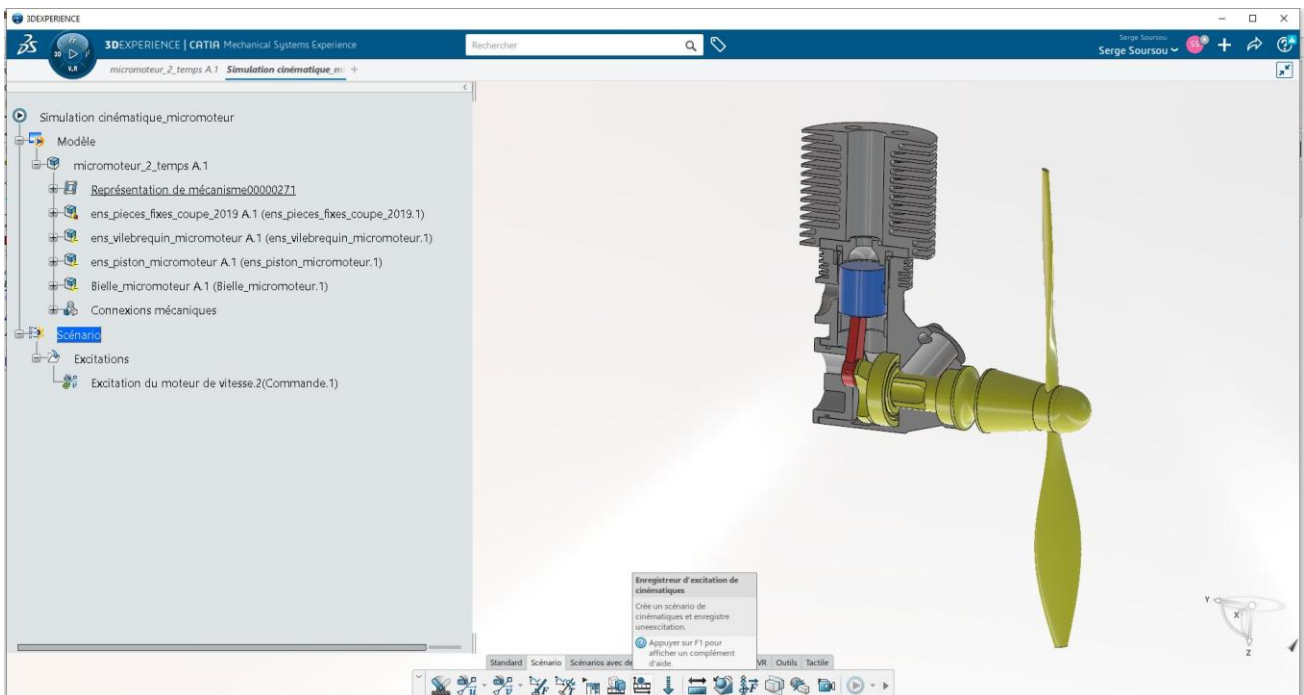 3DEXPERIENCE
3DEXPERIENCE | CATIA Mechanical Systems Experience
Rechercher
Serge Soursou
Serge Soursou
3D
V.R
micromoteur_2_temps A.1 Simulation cinématique_m
Simulation cinématique_micromoteur
Modèle
micromoteur_2_temps A.1
Représentation de mécanisme00000271
ens_pieces_fixes_coupe_2019 A.1 (ens_pieces_fixes_coupe_2019.1)
ens_vilebrequin_micromoteur A.1 (ens_vilebrequin_micromoteur.1)
ens_piston_micromoteur A.1 (ens_piston_micromoteur.1)
Bielle_micromoteur A.1 (Bielle_micromoteur.1)
Connexions mécaniques
Scénario
Excitations
Excitation du moteur de vitesse.2(Commande.1)
Enregistreur d'excitation de
cinématiques
Crée un scénario de
cinématiques et enregistre
uneexcitation.
Appuyer sur F1 pour
afficher un complément
d'aide.
Y
X
Z
Standard Scénario Scénarios avec de VR Outils Tactile